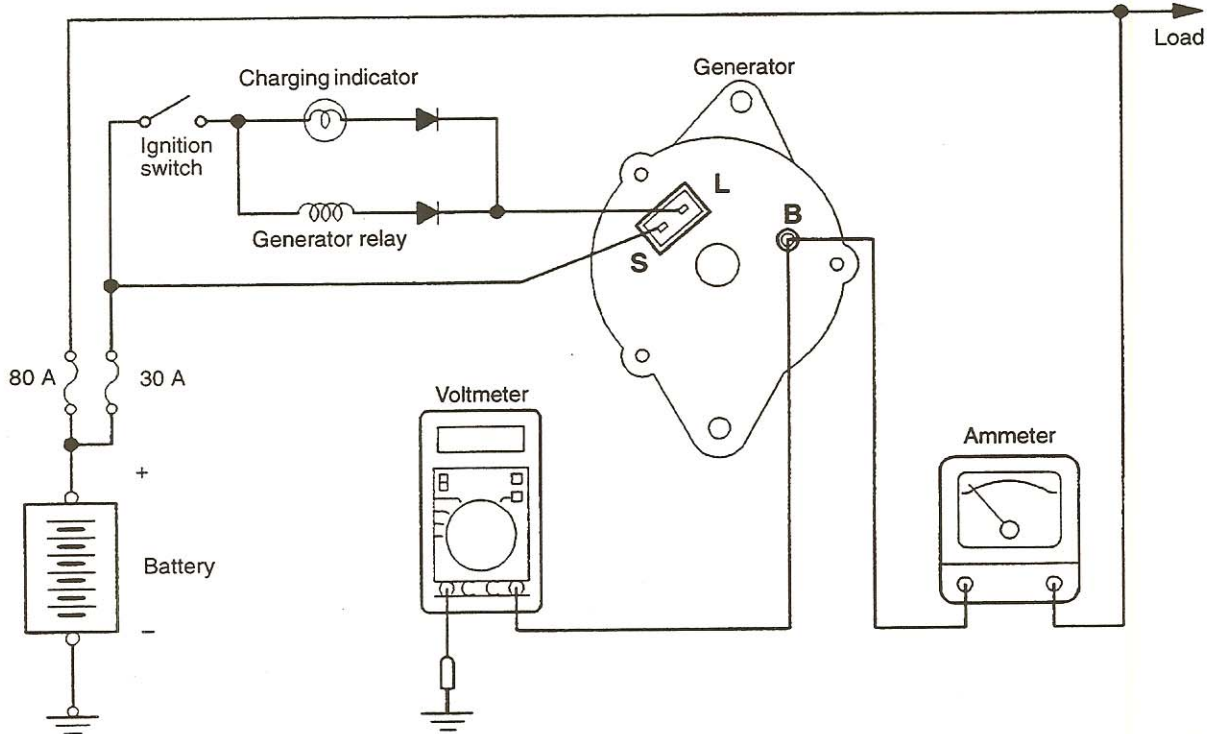 Load
Charging indicator
Generator
Ignition
switch
L
B
Generator relay
S
80 A
30 A
Voltmeter
Ammeter
+
Battery
–